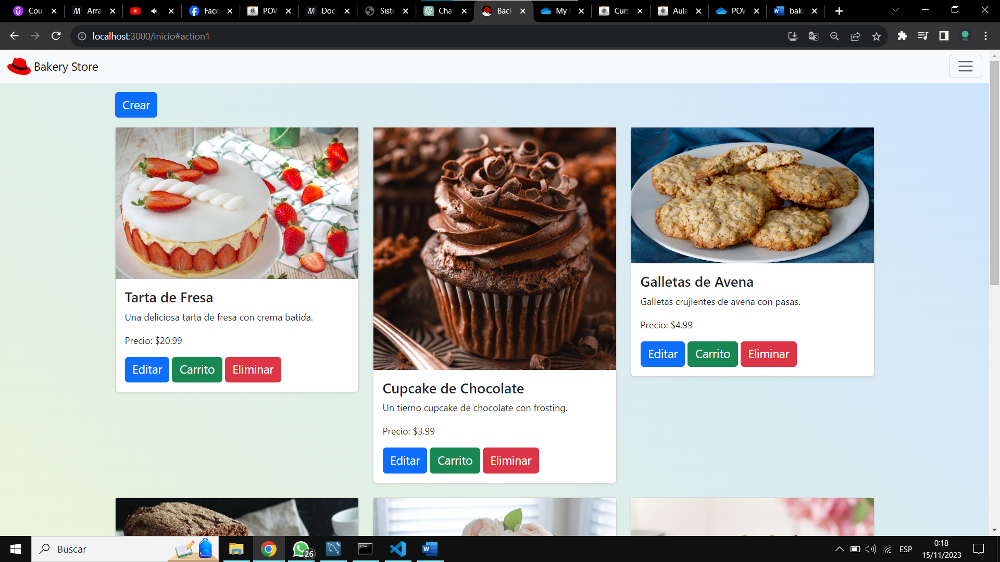 Cou
Arra
Face
POW
Doc
Siste
Chat
Back
My f
Curs
Aula
POW
bak
localhost:3000/inicio#action1
Bakery Store
Crear
Tarta de Fresa
Una deliciosa tarta de fresa con crema batida.
Precio: $20.99
Editar Carrito Eliminar
Cupcake de Chocolate
Un tierno cupcake de chocolate con frosting.
Precio: $3.99
Editar Carrito Eliminar
Galletas de Avena
Galletas crujientes de avena con pasas.
Precio: $4.99
Editar Carrito Eliminar
Buscar
26
ESP
0:18
15/11/2023